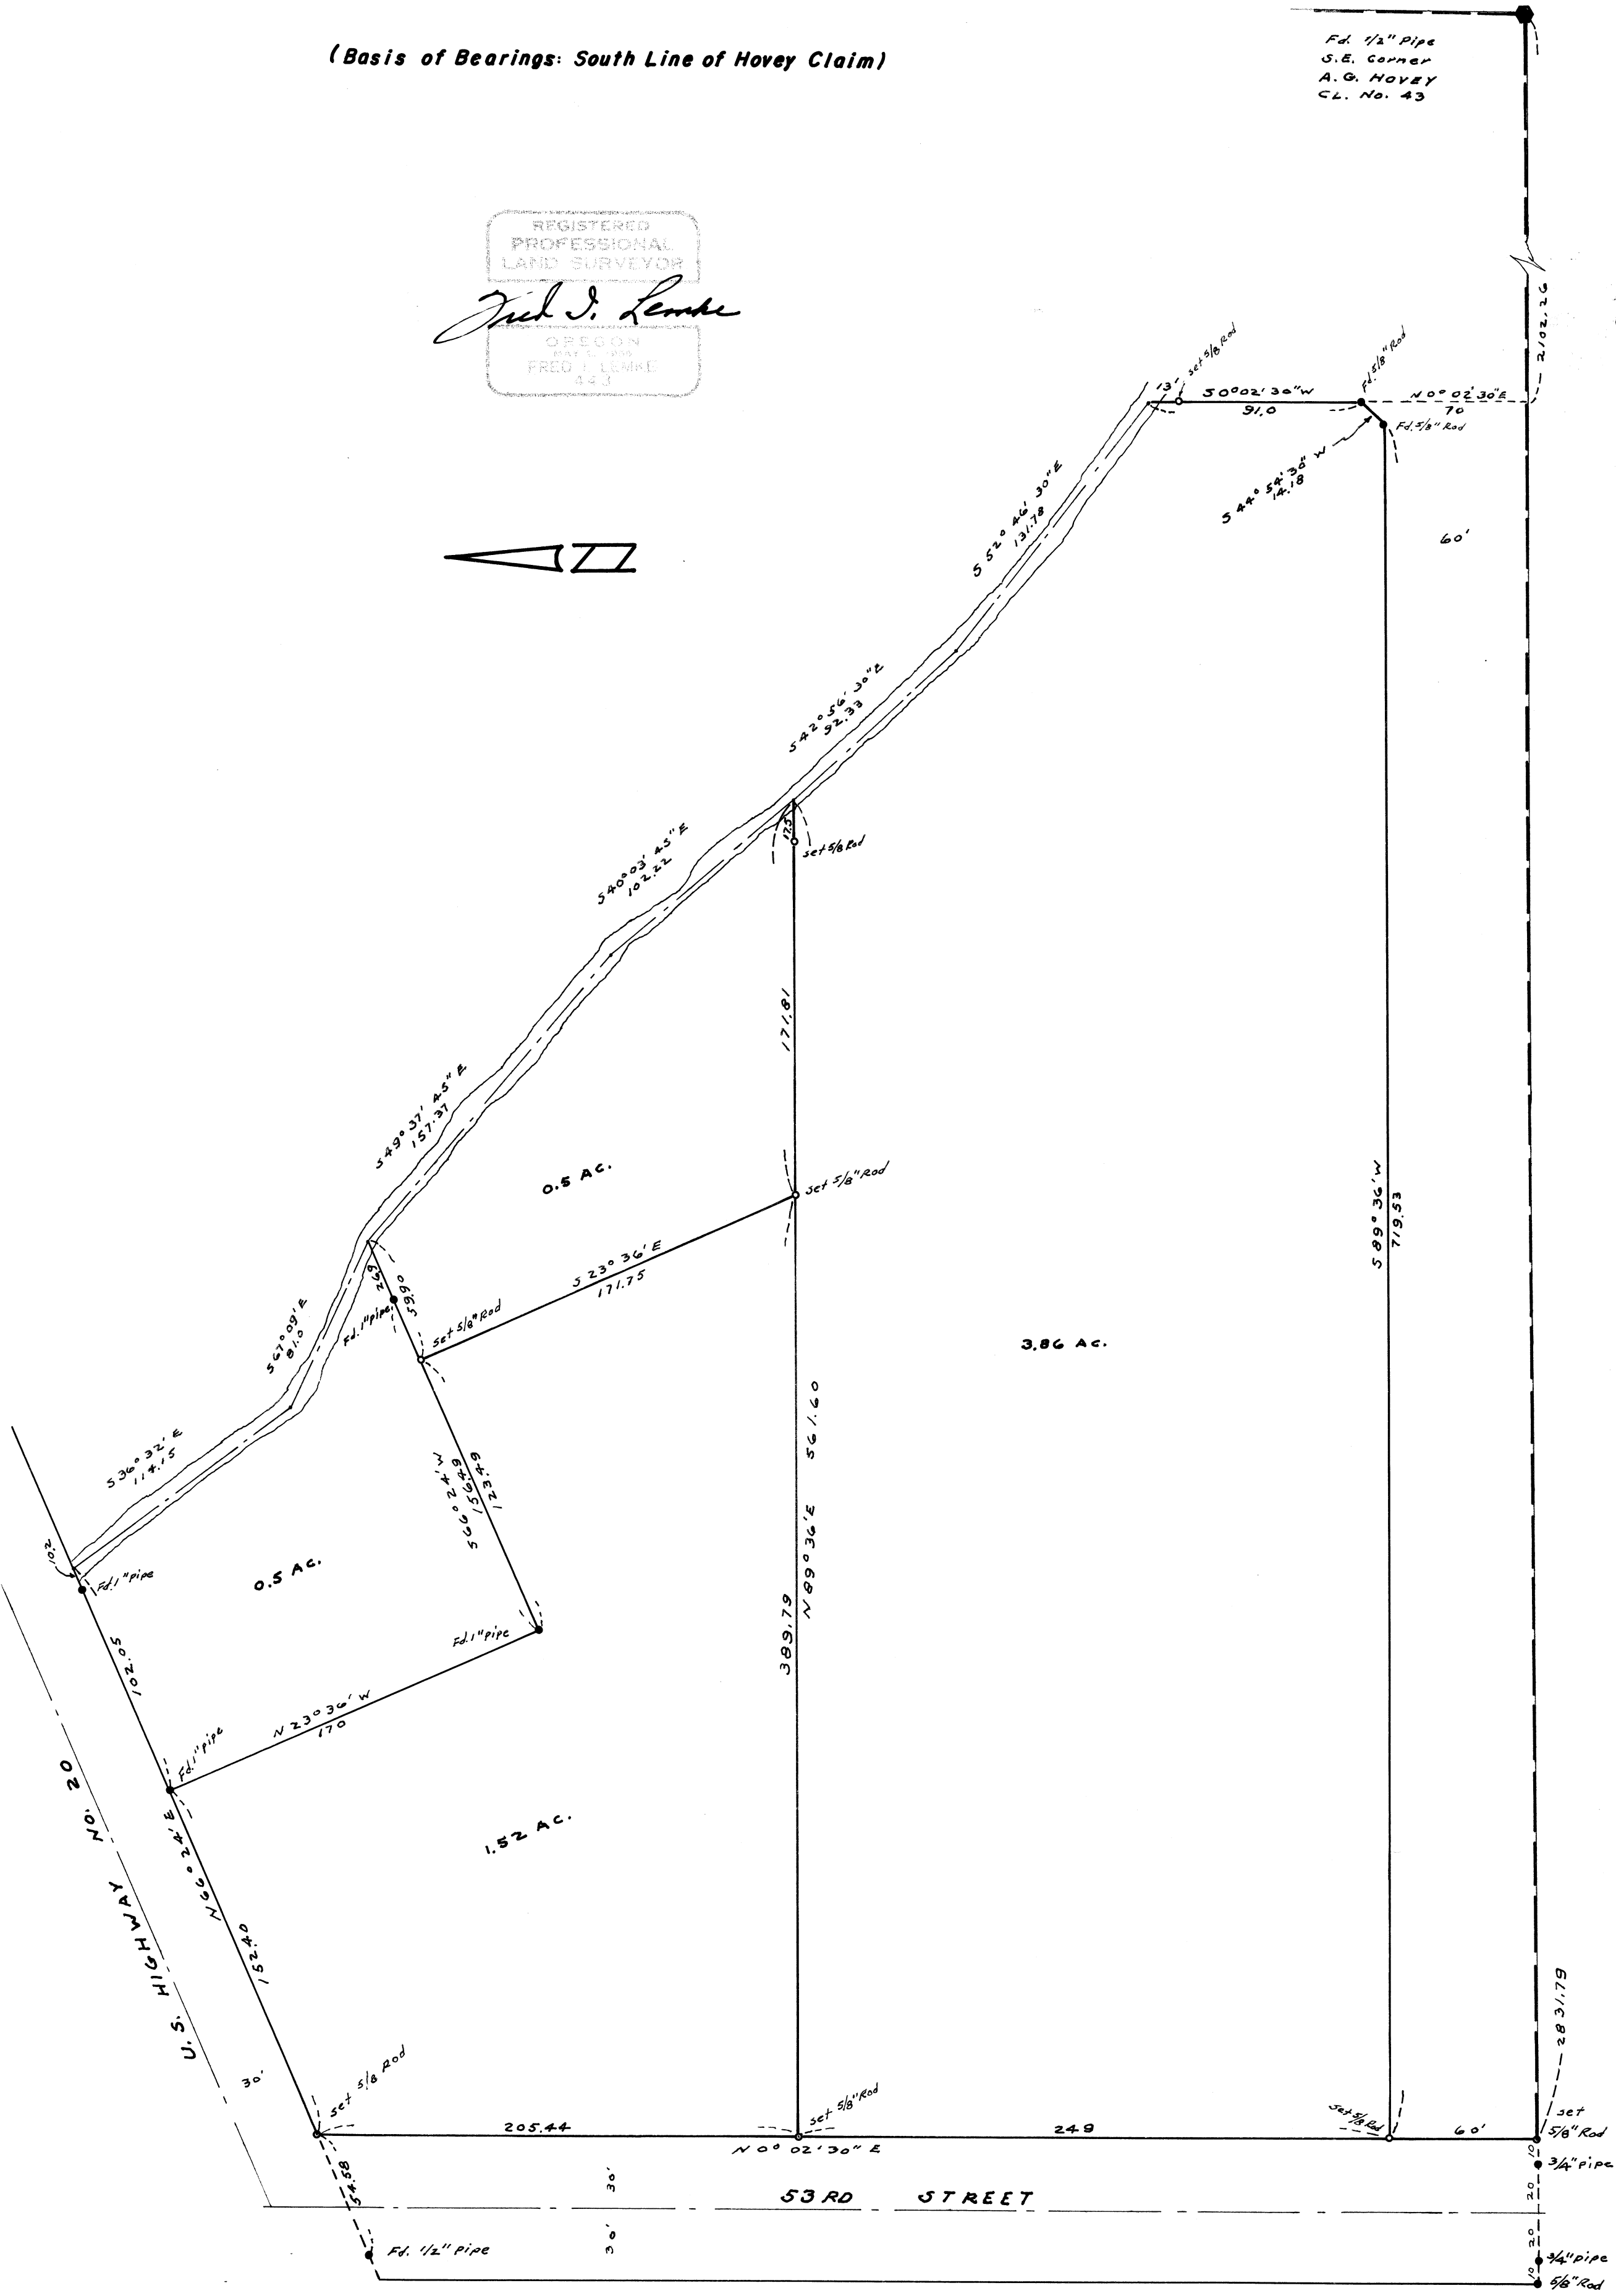 (Basis of Bearings: South Line of Hovey Claim)
Fd. 1/2" Pipe
S.E. Corner
A.G. HOVEY
CL. No. 43
REGISTERED
PROFESSIONAL
LAND SURVEYOR
Fred I. Lemke
OREGON
FRED I. LEMKE
443
2102.26
13'
set 5/8 Rod
S 0° 02' 30" W
91.0
Fd. 5/8" Rod
N 0° 02' 30" E
70
Fd. 5/8" Rod
S 44° 54' 30" W
14.18
60'
S 52° 46' 30" E
131.78
S 42° 56' 30" E
92.33
17.5
set 5/8 Rod
S 40° 03' 45" E
102.22
171.81
S 49° 37' 45" E
157.37
0.5 AC.
set 5/8" Rod
S 89° 36' W
719.53
S 23° 36' E
171.75
26.9
59.90
Fd. 1" pipe
set 5/8" Rod
S 67° 09' E
81.0
3.86 AC.
S 36° 32' E
114.15
S 66° 24' W
156.49
123.49
N 89° 36' E 561.60
389.79
10.2
Fd. 1" pipe
0.5 AC.
Fd. 1" pipe
102.05
N 23° 36' W
170
Fd. 1" pipe
1.52 AC.
U.S. HIGHWAY NO. 20
N 66° 24' E
152.40
30'
set 5/8 Rod
205.44
set 5/8" Rod
249
set 5/8 Rod
60'
2831.79
set
5/8" Rod
N 0° 02' 30" E
10
3/4" pipe
54.58
30'
53RD STREET
20
30'
20
Fd. 1/2" pipe
3/4" pipe
10
5/8" Rod